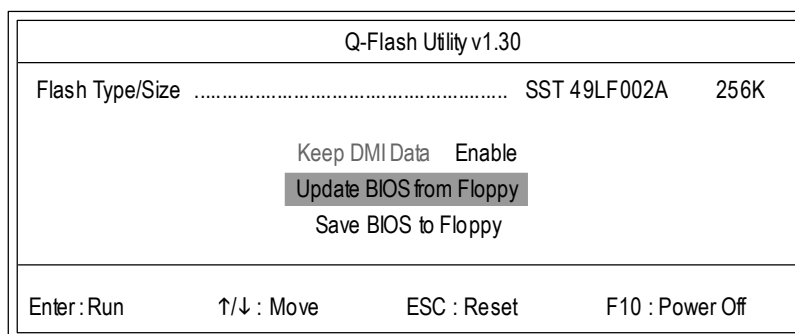 Q-Flash Utility v1.30
Flash Type/Size ........................................................ SST 49LF002A 256K
Keep DMI Data Enable
Update BIOS from Floppy
Save BIOS to Floppy
Enter : Run ↑/↓ : Move ESC : Reset F10 : Power Off